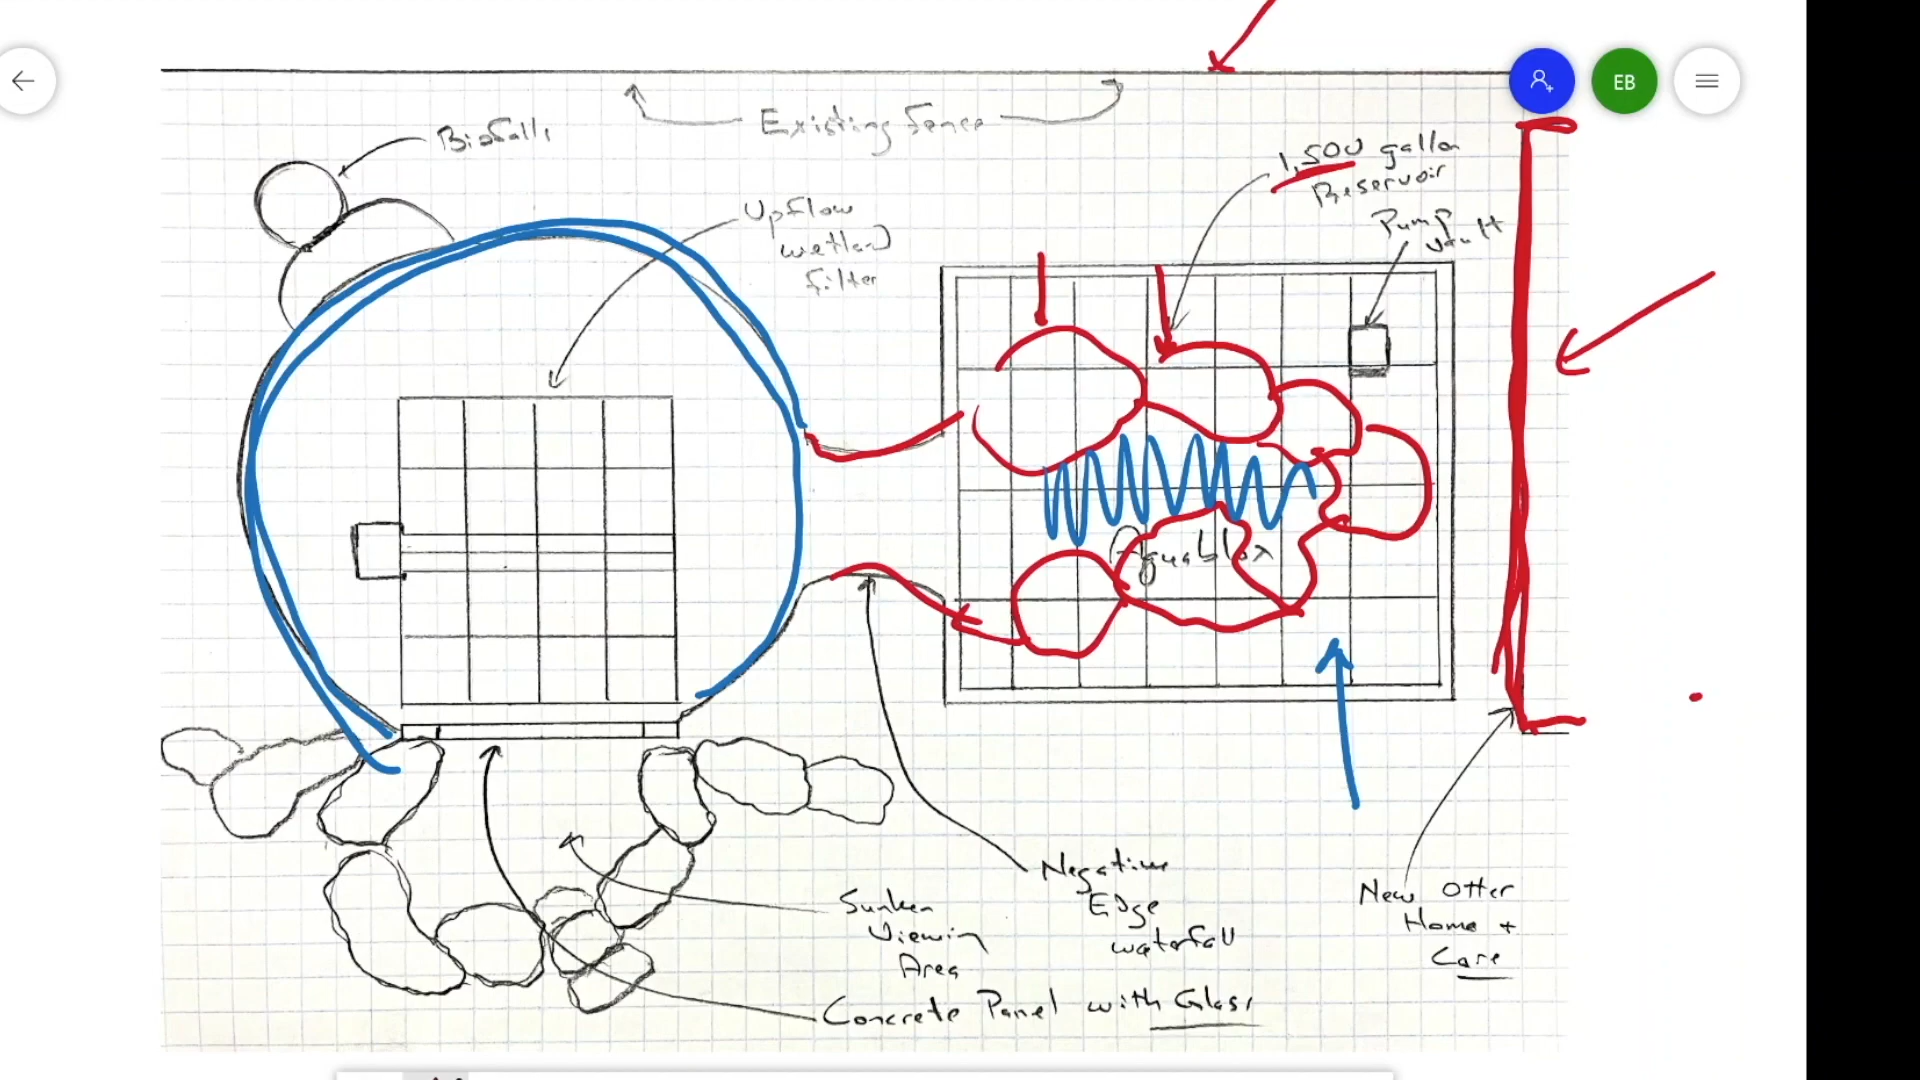 EB
Existing fence
Biofalls
1,500 gallon
Reservoir
Pump
Vault
Upflow
wetland
filter
Aquablox
Negative
Edge
waterfall
Sunken
Viewing
Area
New Otter
Home +
Care
Concrete Panel with Glass